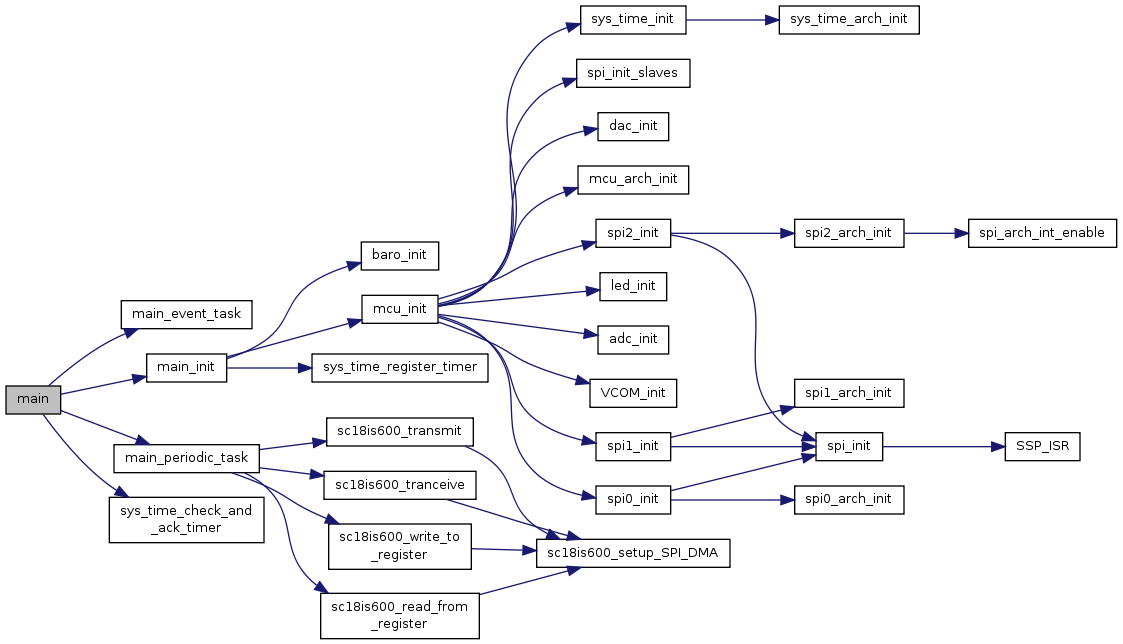 sys_time_init
sys_time_arch_init
spi_init_slaves
dac_init
mcu_arch_init
spi2_init
spi2_arch_init
spi_arch_int_enable
baro_init
led_init
main_event_task
mcu_init
adc_init
main_init
sys_time_register_timer
VCOM_init
spi1_arch_init
main
sc18is600_transmit
spi1_init
spi_init
SSP_ISR
main_periodic_task
sc18is600_tranceive
spi0_init
spi0_arch_init
sys_time_check_and
_ack_timer
sc18is600_write_to
_register
sc18is600_setup_SPI_DMA
sc18is600_read_from
_register